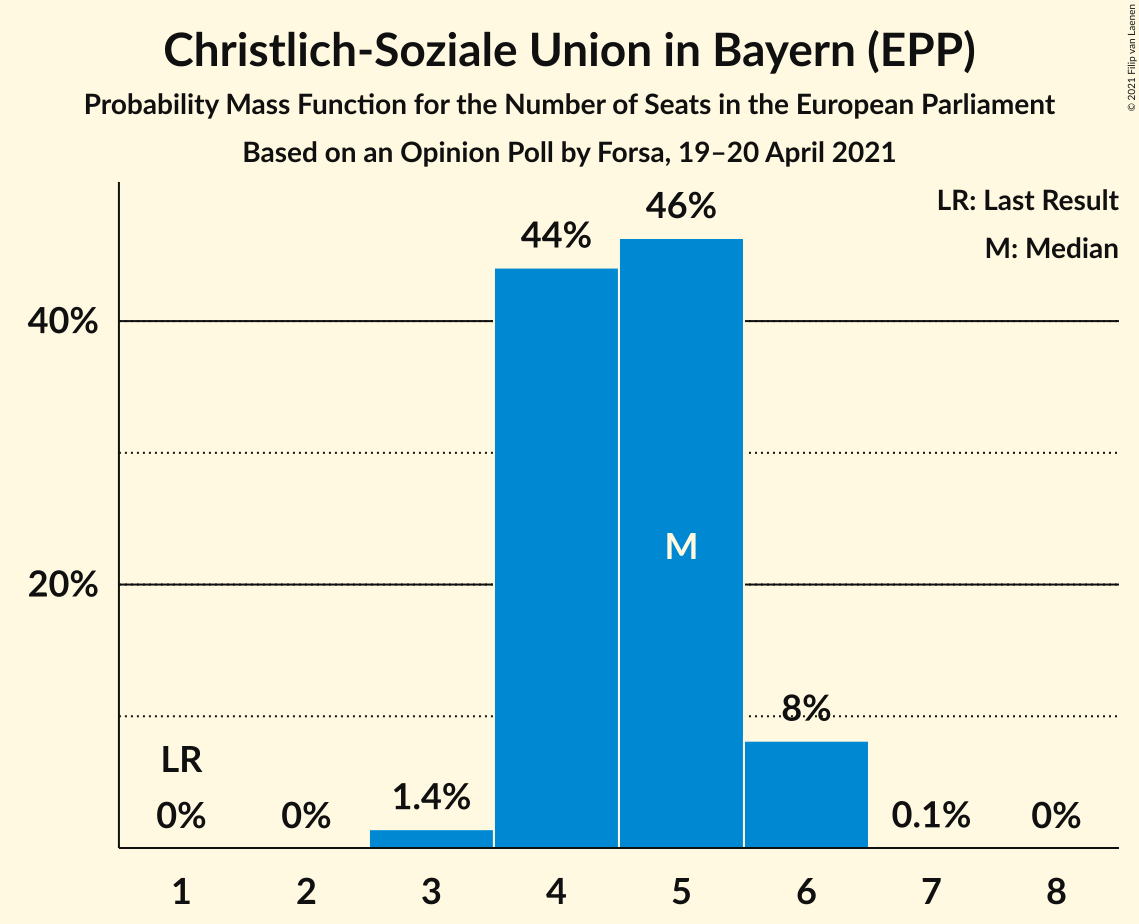 Christlich-Soziale Union in Bayern (EPP)
Probability Mass Function for the Number of Seats in the European Parliament
Based on an Opinion Poll by Forsa, 19–20 April 2021
© 2021 Filip van Laenen
LR: Last Result
M: Median
46%
44%
40%
M
20%
8%
LR
1.4%
0% 0% 0.1% 0%
1 2 3 4 5 6 7 8